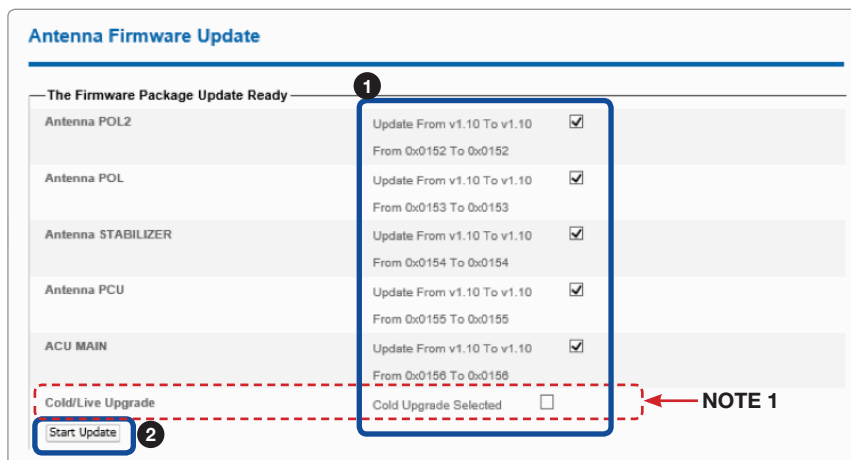 Antenna Firmware Update
1
The Firmware Package Update Ready
Antenna POL2
Update From v1.10 To v1.10
From 0x0152 To 0x0152
Antenna POL
Update From v1.10 To v1.10
From 0x0153 To 0x0153
Antenna STABILIZER
Update From v1.10 To v1.10
From 0x0154 To 0x0154
Antenna PCU
Update From v1.10 To v1.10
From 0x0155 To 0x0155
ACU MAIN
Update From v1.10 To v1.10
From 0x0156 To 0x0156
Cold/Live Upgrade
Cold Upgrade Selected
NOTE 1
Start Update
2